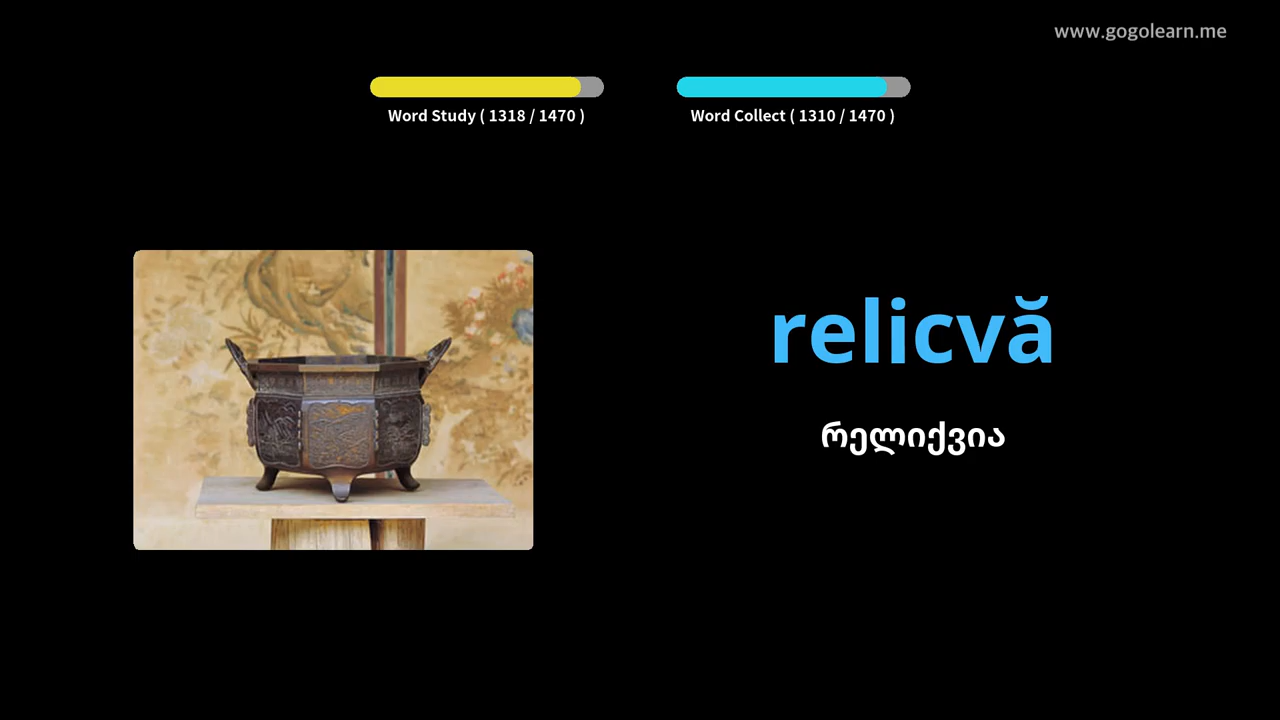 www.gogolearn.me
Word Study ( 1318 / 1470 )
Word Collect ( 1310 / 1470 )
relicvă
რელიქვია